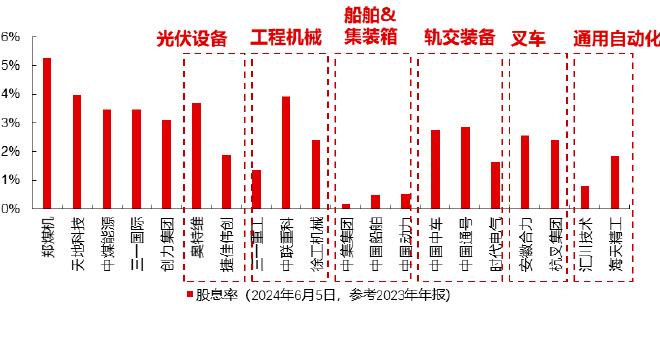 光伏设备
工程机械
船舶&
集装箱
轨交装备
叉车
通用自动化
6%
5%
4%
3%
2%
1%
0%
郑煤机
天地科技
中煤能源
三一国际
创力集团
奥特维
捷佳伟创
三一重工
中联重科
徐工机械
中集集团
中国船舶
中国动力
中国中车
中国通号
时代电气
安徽合力
杭叉集团
汇川技术
海天精工
股息率（2024年6月5日，参考2023年年报）